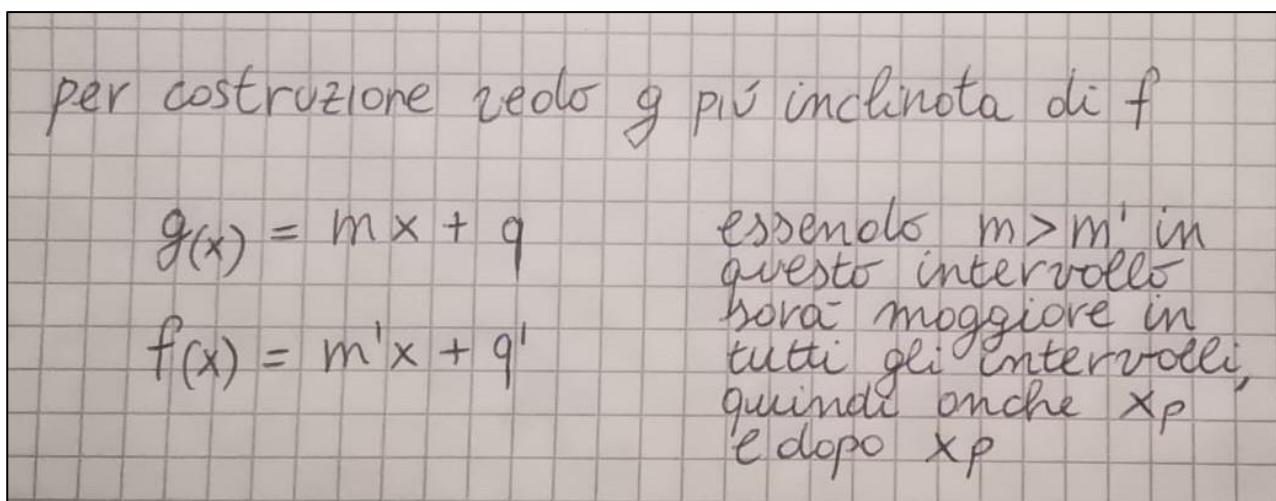 per costruzione vedo g più inclinata di f
g(x) = mx + q
f(x) = m'x + q'
essendo m > m' in
questo intervallo
sarà maggiore in
tutti gli intervalli,
quindi anche xp
e dopo xp